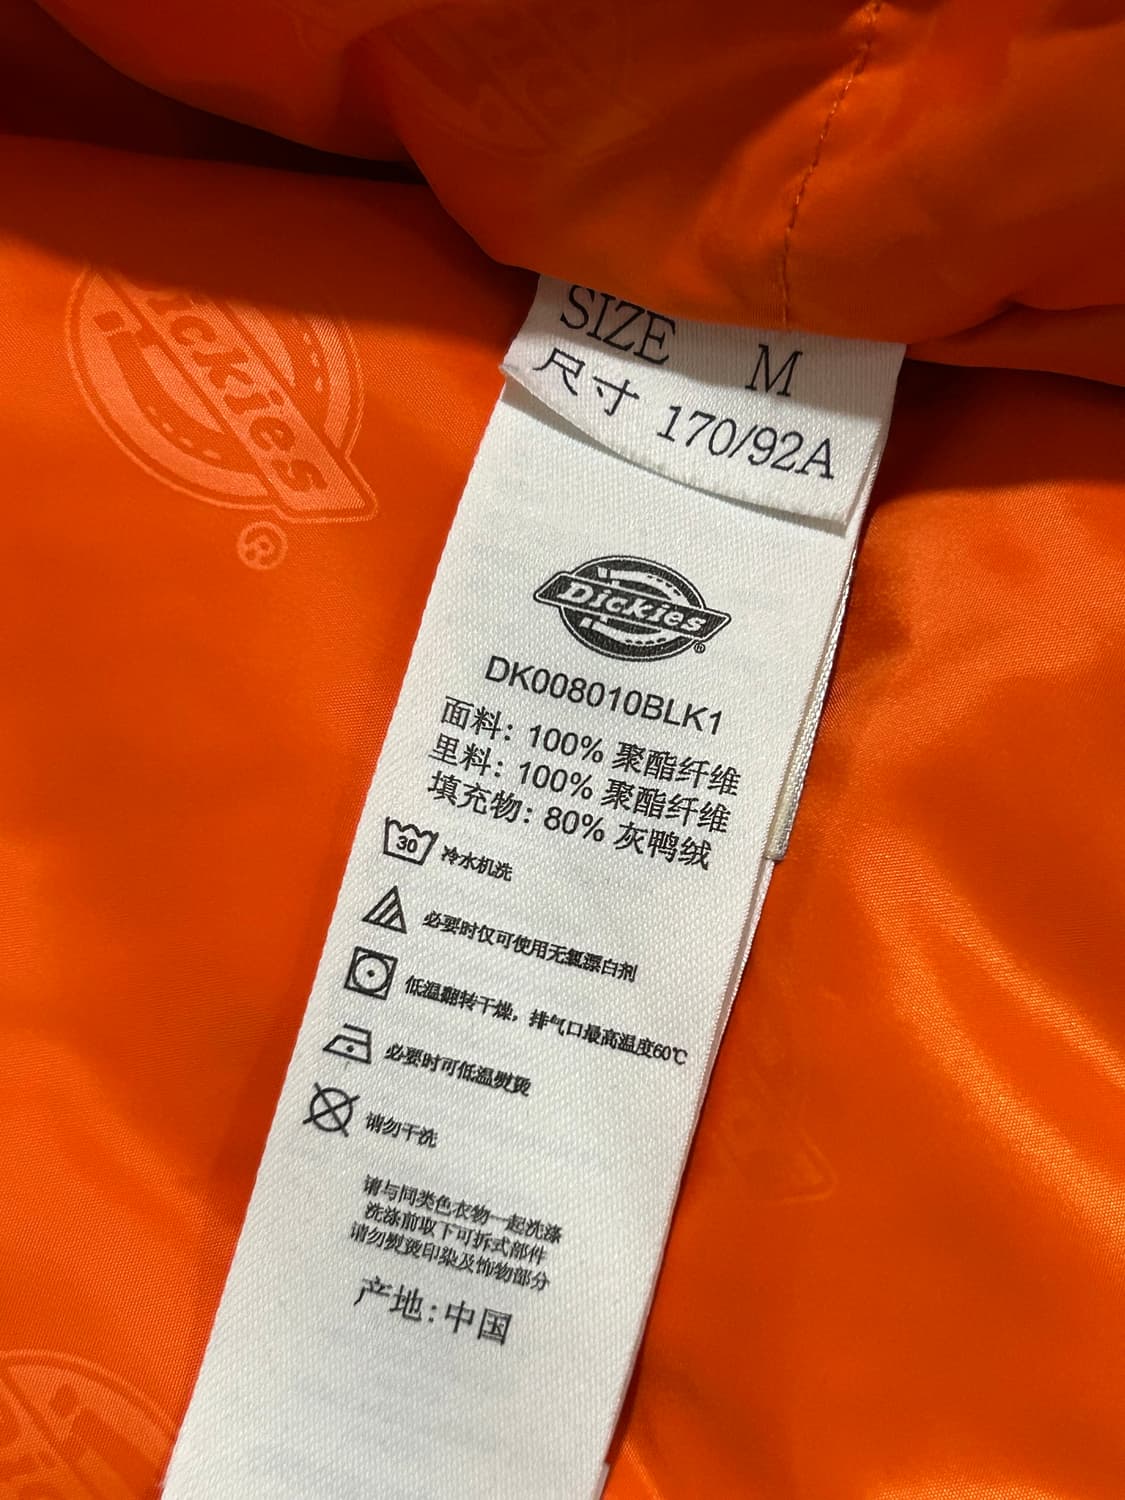 SIZE M
尺寸 170/92A
Dickies
®
Dickies®
DK008010BLK1
面料: 100% 聚酯纤维
里料: 100% 聚酯纤维
填充物: 80% 灰鸭绒
30 冷水机洗
必要时仅可使用无氯漂白剂
低温翻转干燥，排气口最高温度60℃
必要时可低温熨烫
请勿干洗
请与同类色衣物一起洗涤
洗涤前取下可拆式部件
请勿熨烫印染及饰物部分
产地: 中国